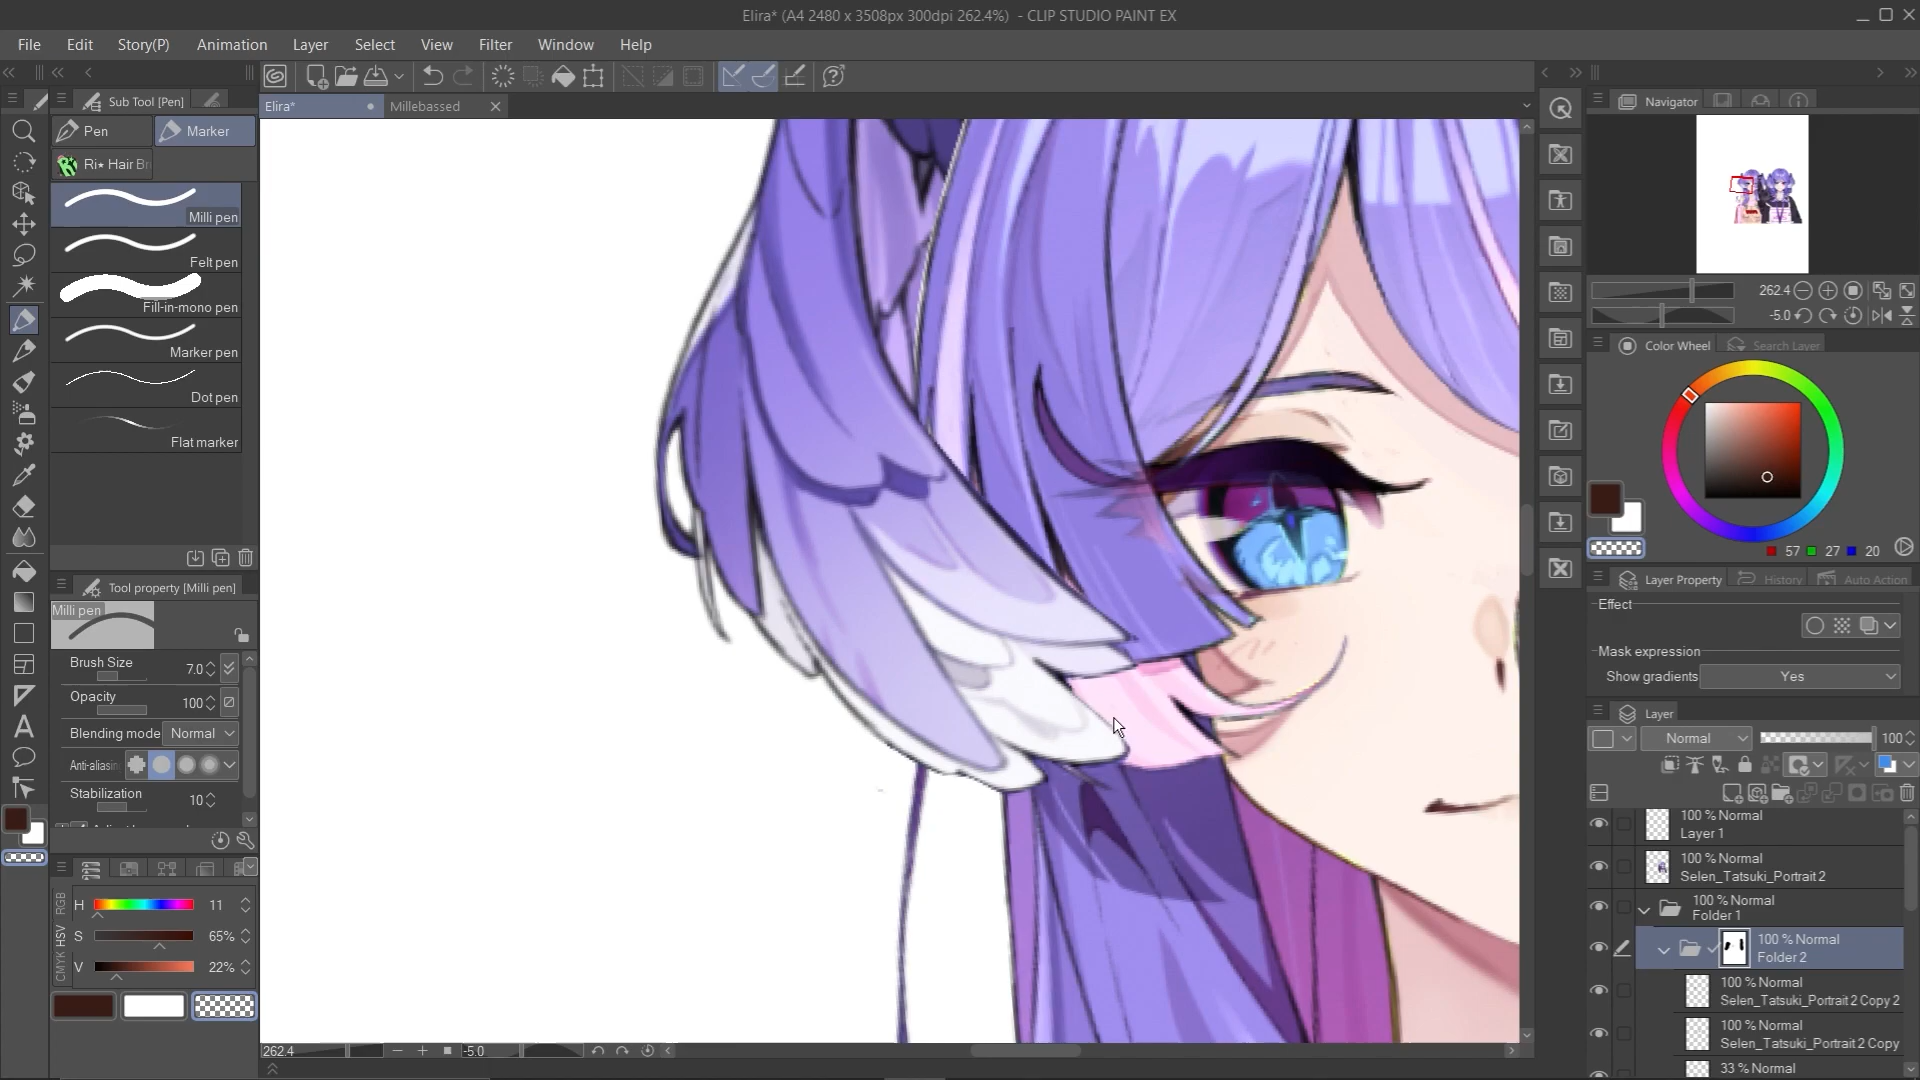 Elira* (A4 2480 x 3508px 300dpi 262.4%) - CLIP STUDIO PAINT EX
File Edit Story(P) Animation Layer Select View Filter Window Help
Sub Tool [Pen]
Elira*
Millebassed
Pen
Marker
Ri⋆ Hair Br
Milli pen
Felt pen
Fill-in-mono pen
Marker pen
Dot pen
Flat marker
Tool property [Milli pen]
Milli pen
Brush Size 7.0
Opacity 100
Blending mode Normal
Anti-aliasin
Stabilization 10
RGB
HSV
CMYK
H 11
S 65%
V 22%
262.4
-5.0
Navigator
262.4
-5.0
Color Wheel
Search Layer
57 27 20
Layer Property
History
Auto Action
Effect
Mask expression
Show gradients Yes
Layer
Normal 100
100 % Normal
Layer 1
100 % Normal
Selen_Tatsuki_Portrait 2
100 % Normal
Folder 1
100 % Normal
Folder 2
100 % Normal
Selen_Tatsuki_Portrait 2 Copy 2
100 % Normal
Selen_Tatsuki_Portrait 2 Copy
33 % Normal